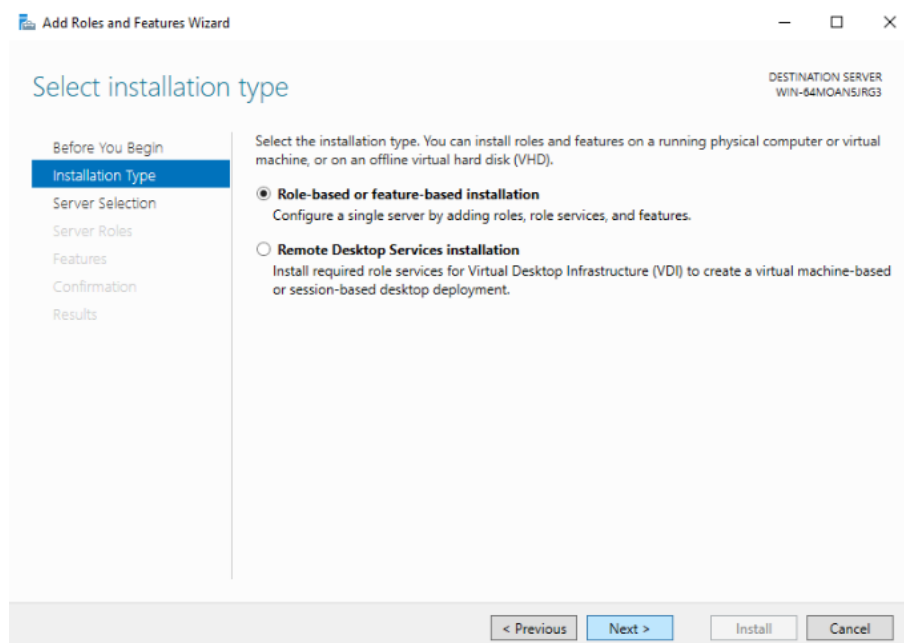 Add Roles and Features Wizard
Select installation type
DESTINATION SERVER
WIN-64MOAN5JRG3
Before You Begin
Installation Type
Server Selection
Server Roles
Features
Confirmation
Results
Select the installation type. You can install roles and features on a running physical computer or virtual
machine, or on an offline virtual hard disk (VHD).
Role-based or feature-based installation
Configure a single server by adding roles, role services, and features.
Remote Desktop Services installation
Install required role services for Virtual Desktop Infrastructure (VDI) to create a virtual machine-based
or session-based desktop deployment.
< Previous
Next >
Install
Cancel